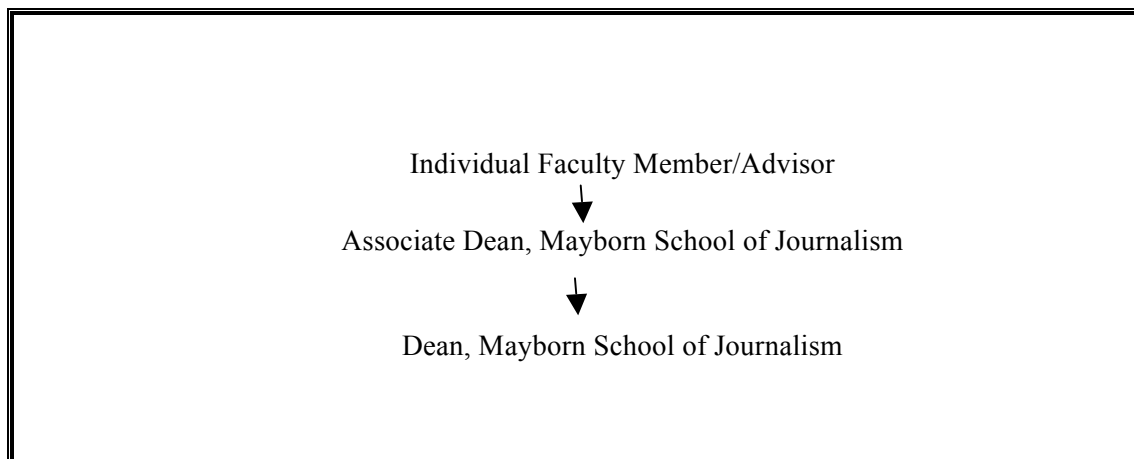 Individual Faculty Member/Advisor
Associate Dean, Mayborn School of Journalism
Dean, Mayborn School of Journalism